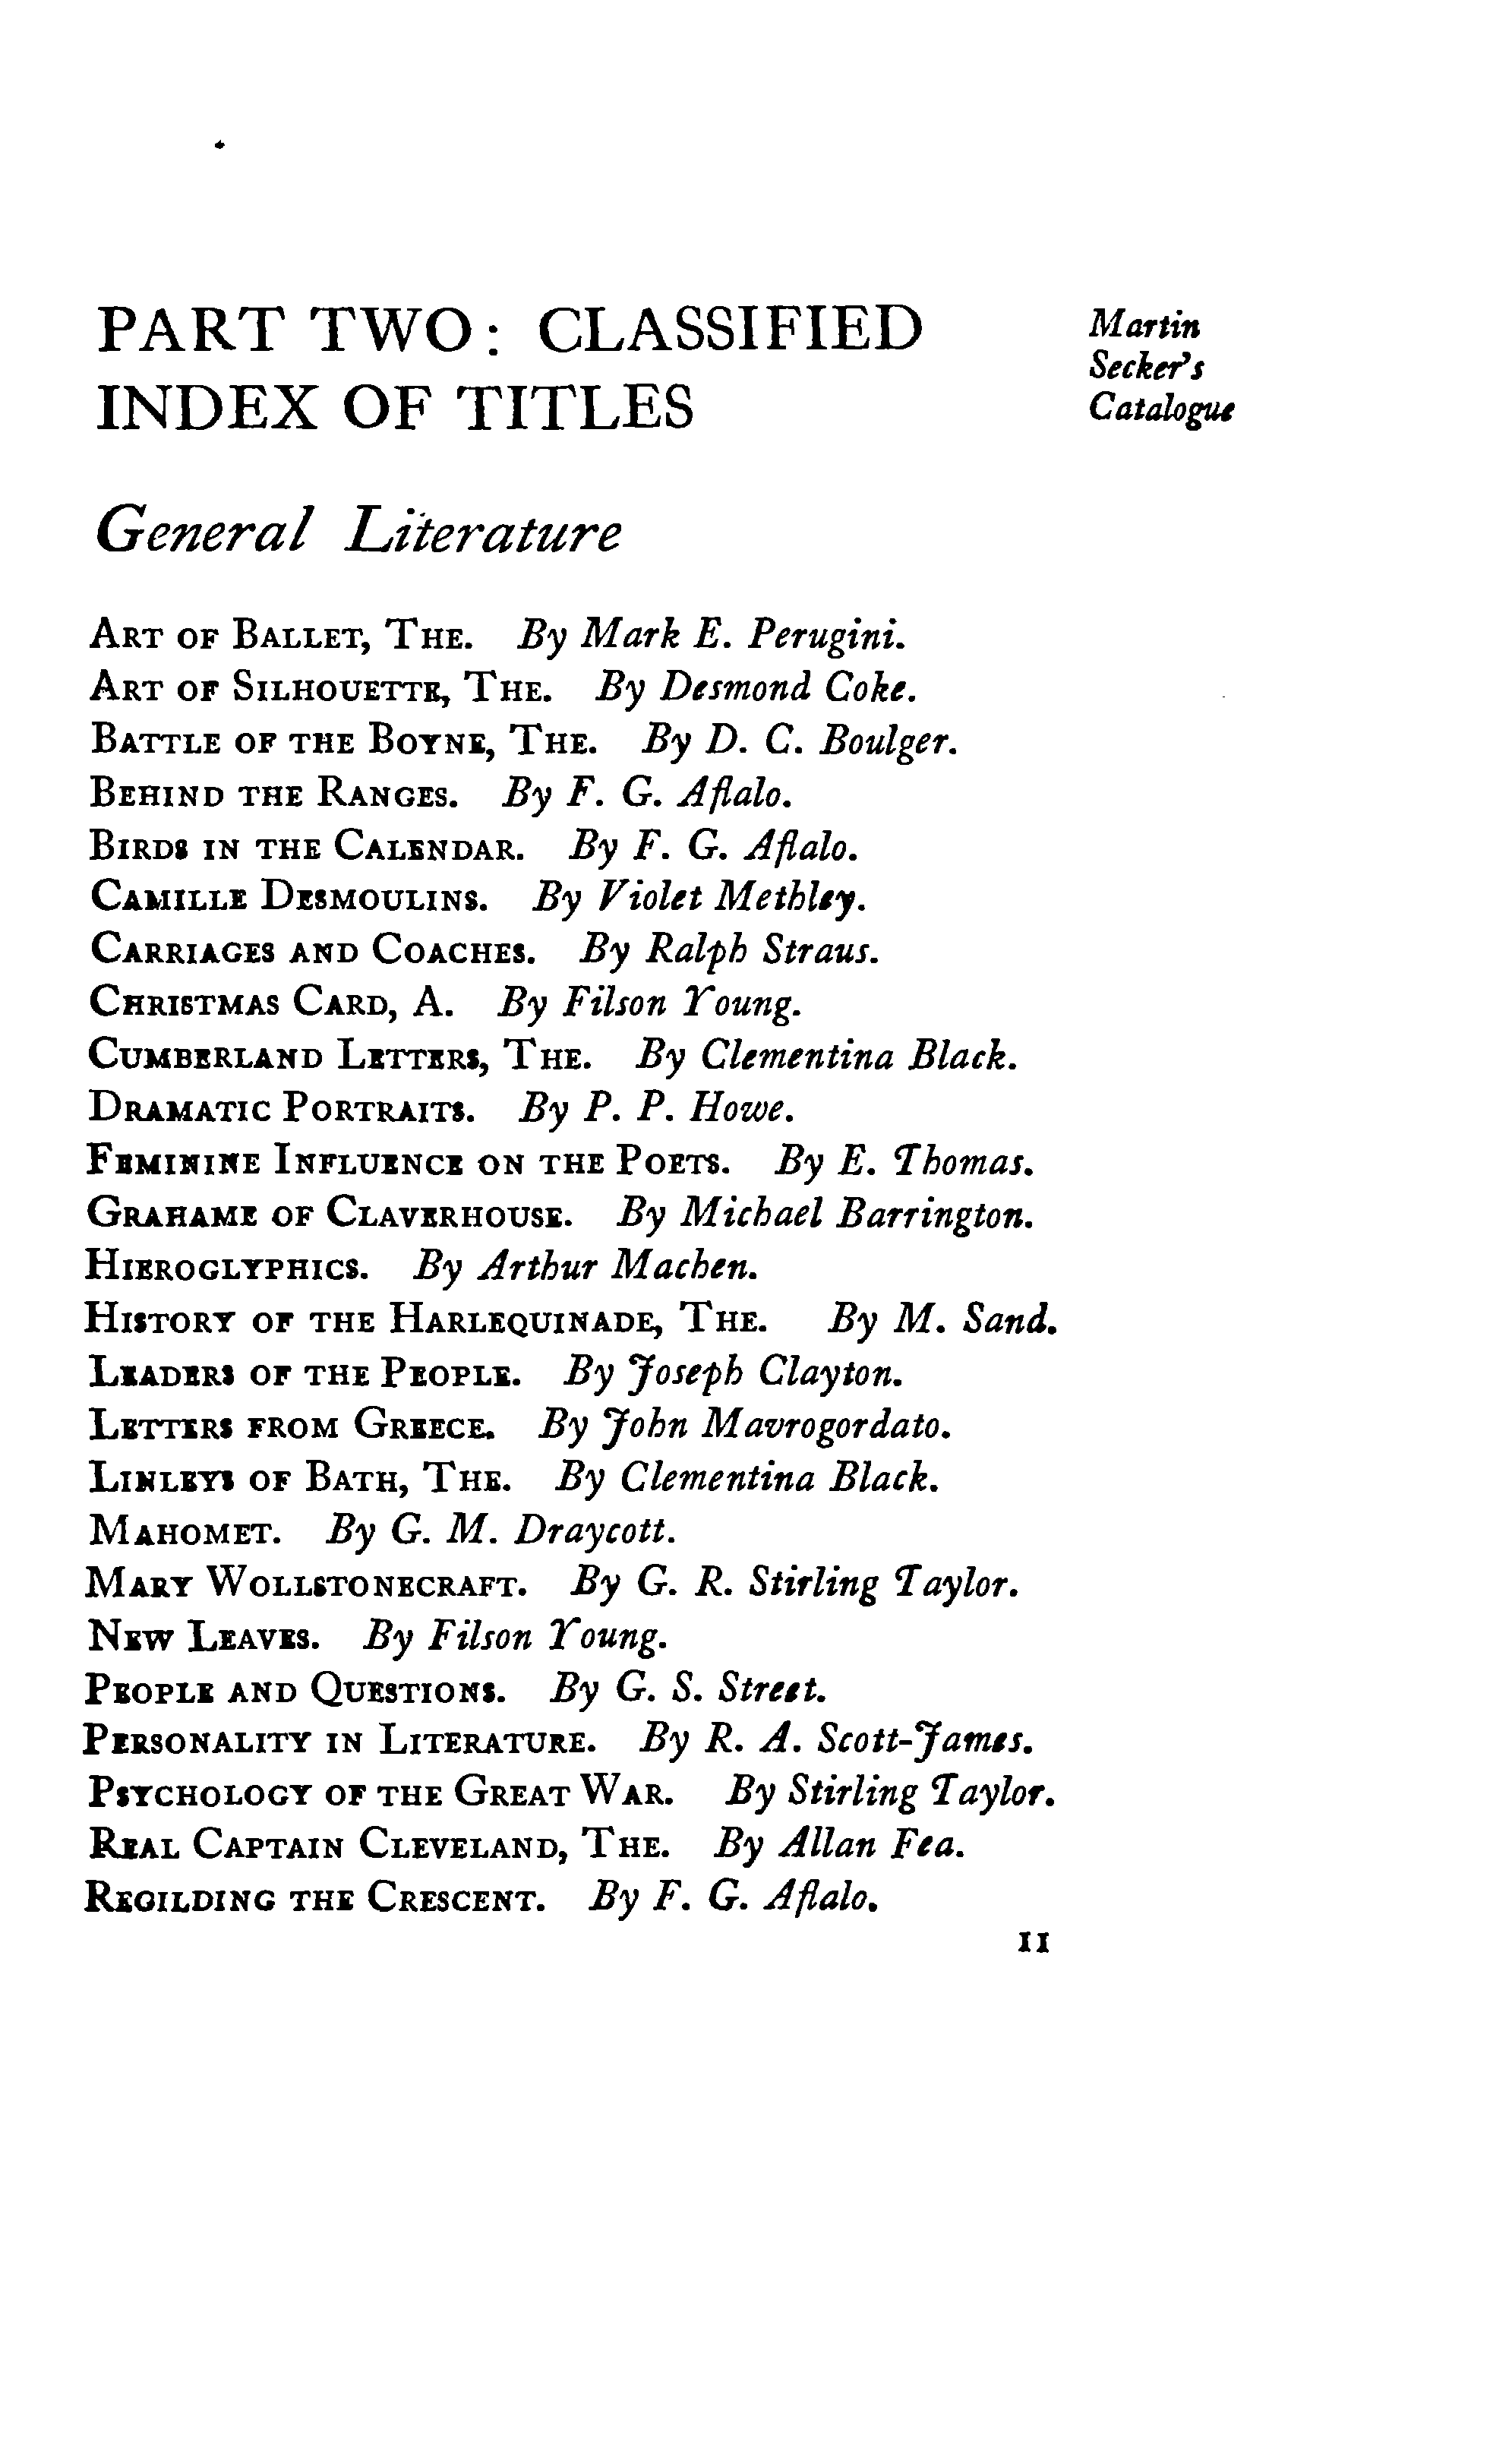 PART TWO: CLASSIFIED
INDEX OF TITLES
Martin
Secker's
Catalogue
General Literature
ART OF BALLET, THE. By Mark E. Perugini.
ART OF SILHOUETTE, THE. By Desmond Coke.
BATTLE OF THE BOYNE, THE. By D. C. Boulger.
BEHIND THE RANGES. By F. G. Aflalo.
BIRDS IN THE CALENDAR. By F. G. Aflalo.
CAMILLE DESMOULINS. By Violet Methley.
CARRIAGES AND COACHES. By Ralph Straus.
CHRISTMAS CARD, A. By Filson Young.
CUMBERLAND LETTERS, THE. By Clementina Black.
DRAMATIC PORTRAITS. By P. P. Howe.
FEMININE INFLUENCE ON THE POETS. By E. Thomas.
GRAHAME OF CLAVERHOUSE. By Michael Barrington.
HIEROGLYPHICS. By Arthur Machen.
HISTORY OF THE HARLEQUINADE, THE. By M. Sand.
LEADERS OF THE PEOPLE. By Joseph Clayton.
LETTERS FROM GREECE. By John Mavrogordato.
LINLEYS OF BATH, THE. By Clementina Black.
MAHOMET. By G. M. Draycott.
MARY WOLLSTONECRAFT. By G. R. Stirling Taylor.
NEW LEAVES. By Filson Young.
PEOPLE AND QUESTIONS. By G. S. Street.
PERSONALITY IN LITERATURE. By R. A. Scott-James.
PSYCHOLOGY OF THE GREAT WAR. By Stirling Taylor.
REAL CAPTAIN CLEVELAND, THE. By Allan Fea.
REGILDING THE CRESCENT. By F. G. Aflalo.
11